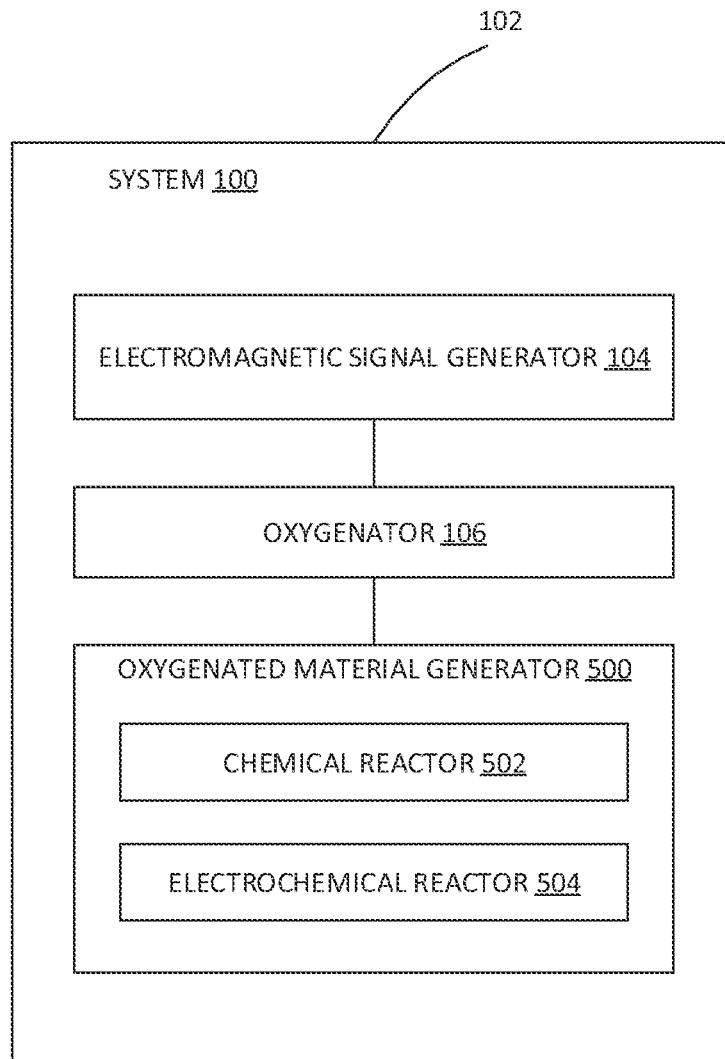 102
SYSTEM 100
ELECTROMAGNETIC SIGNAL GENERATOR 104
OXYGENATOR 106
OXYGENATED MATERIAL GENERATOR 500
CHEMICAL REACTOR 502
ELECTROCHEMICAL REACTOR 504